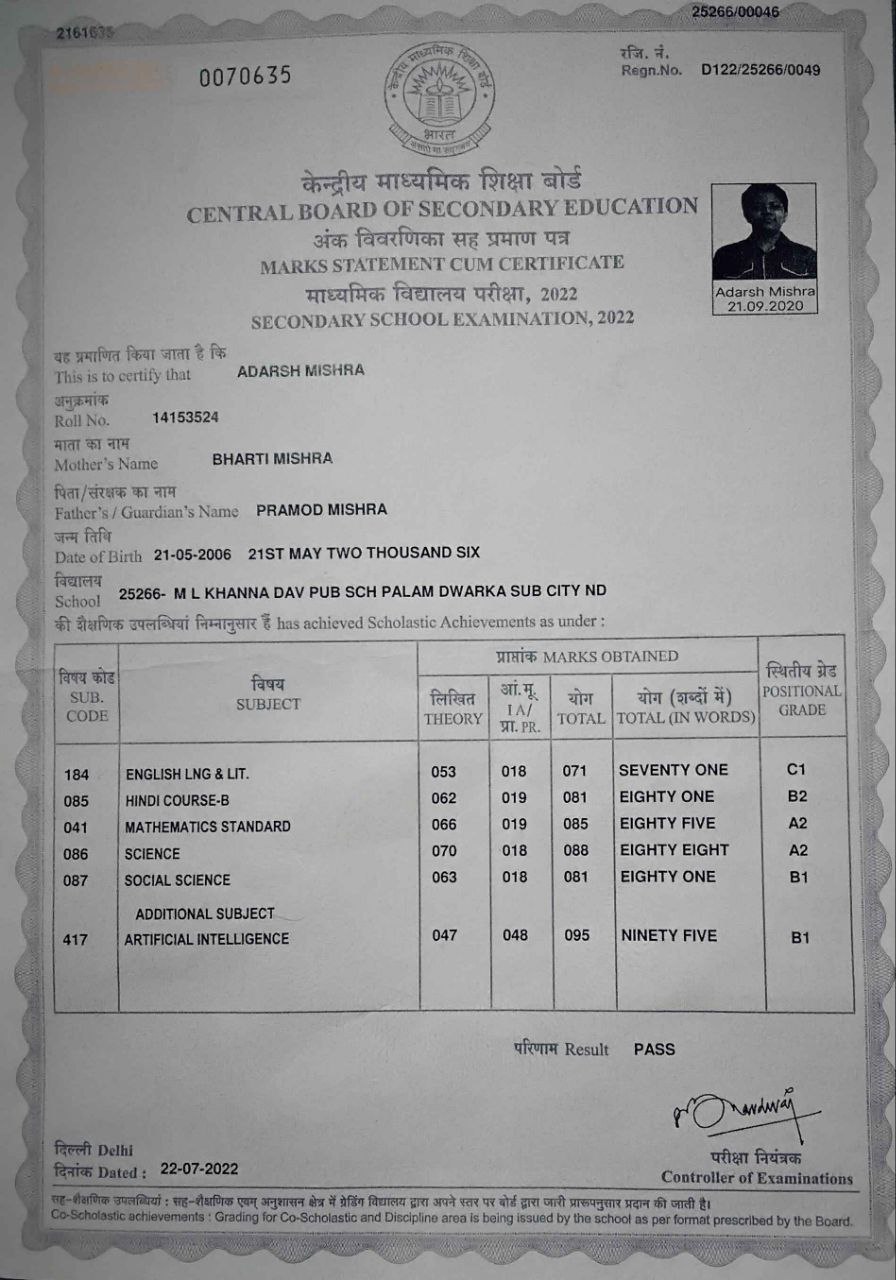 25266/00046
2161635
0070635
रजि. नं.
Regn.No. D122/25266/0049
केन्द्रीय माध्यमिक शिक्षा बोर्ड
भारत
केन्द्रीय माध्यमिक शिक्षा बोर्ड
CENTRAL BOARD OF SECONDARY EDUCATION
अंक विवरणिका सह प्रमाण पत्र
MARKS STATEMENT CUM CERTIFICATE
माध्यमिक विद्यालय परीक्षा, 2022
SECONDARY SCHOOL EXAMINATION, 2022
Adarsh Mishra
21.09.2020
यह प्रमाणित किया जाता है कि
This is to certify that ADARSH MISHRA
अनुक्रमांक
Roll No. 14153524
माता का नाम
Mother's Name BHARTI MISHRA
पिता/संरक्षक का नाम
Father's / Guardian's Name PRAMOD MISHRA
जन्म तिथि
Date of Birth 21-05-2006 21ST MAY TWO THOUSAND SIX
विद्यालय
School 25266- M L KHANNA DAV PUB SCH PALAM DWARKA SUB CITY ND
की शैक्षणिक उपलब्धियां निम्नानुसार हैं has achieved Scholastic Achievements as under :
विषय कोड
SUB.
CODE
विषय
SUBJECT
प्राप्तांक MARKS OBTAINED
लिखित
THEORY
आं.मू.
I A/
प्रा. PR.
योग
TOTAL
योग (शब्दों में)
TOTAL (IN WORDS)
स्थितीय ग्रेड
POSITIONAL
GRADE
184 ENGLISH LNG & LIT. 053 018 071 SEVENTY ONE C1
085 HINDI COURSE-B 062 019 081 EIGHTY ONE B2
041 MATHEMATICS STANDARD 066 019 085 EIGHTY FIVE A2
086 SCIENCE 070 018 088 EIGHTY EIGHT A2
087 SOCIAL SCIENCE 063 018 081 EIGHTY ONE B1
ADDITIONAL SUBJECT
417 ARTIFICIAL INTELLIGENCE 047 048 095 NINETY FIVE B1
परिणाम Result PASS
दिल्ली Delhi
दिनांक Dated : 22-07-2022
परीक्षा नियंत्रक
Controller of Examinations
सह-शैक्षणिक उपलब्धियां : सह-शैक्षणिक एवम् अनुशासन क्षेत्र में ग्रेडिंग विद्यालय द्वारा अपने स्तर पर बोर्ड द्वारा जारी प्रारूपनुसार प्रदान की जाती है।
Co-Scholastic achievements : Grading for Co-Scholastic and Discipline area is being issued by the school as per format prescribed by the Board.